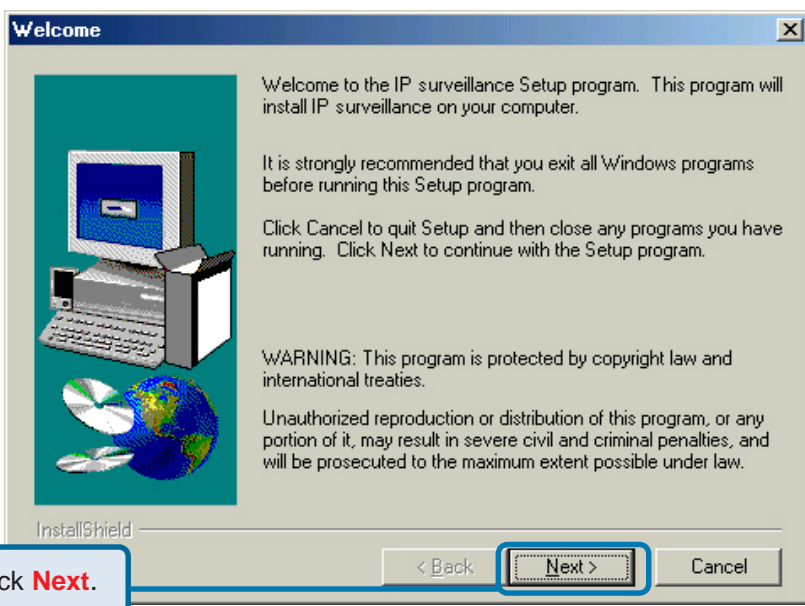 Welcome
Welcome to the IP surveillance Setup program. This program will
install IP surveillance on your computer.
It is strongly recommended that you exit all Windows programs
before running this Setup program.
Click Cancel to quit Setup and then close any programs you have
running. Click Next to continue with the Setup program.
WARNING: This program is protected by copyright law and
international treaties.
Unauthorized reproduction or distribution of this program, or any
portion of it, may result in severe civil and criminal penalties, and
will be prosecuted to the maximum extent possible under law.
InstallShield
< Back Next > Cancel
ck Next.